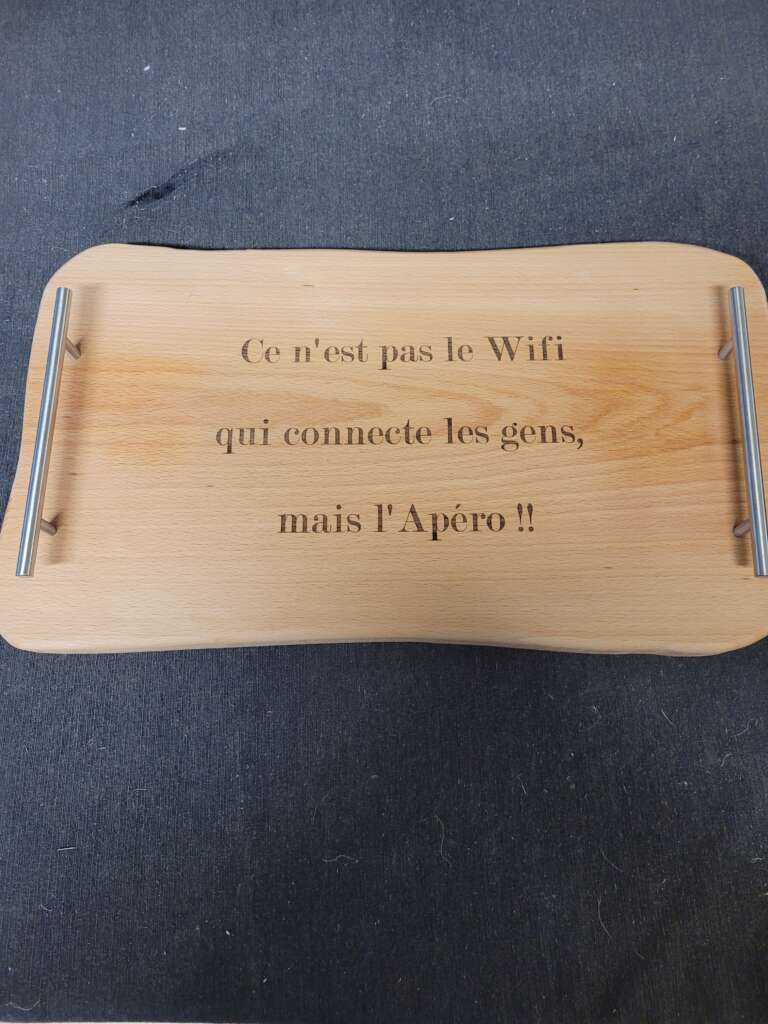 Ce n'est pas le Wifi
qui connecte les gens,
mais l'Apéro !!